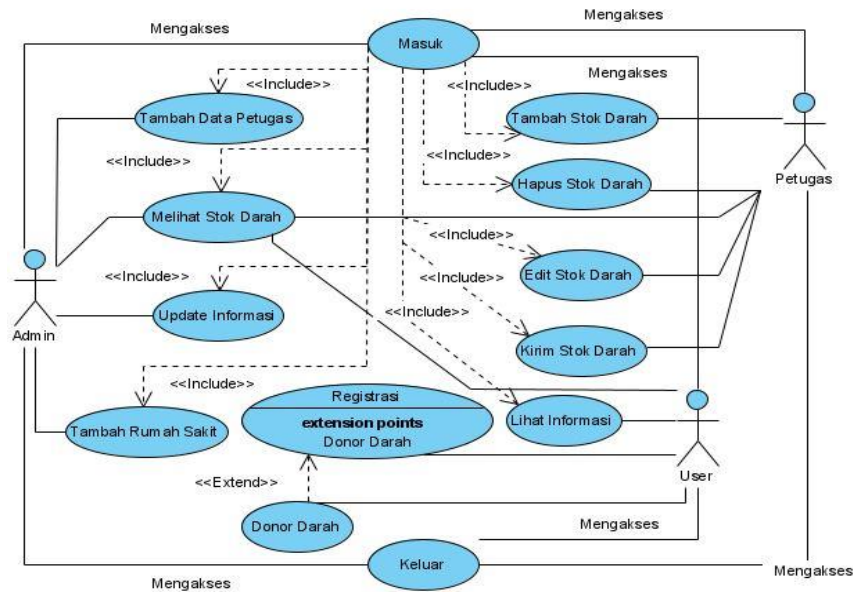 Mengakses
Masuk
Mengakses
Mengakses
<<Include>>
<<Include>>
Tambah Data Petugas
Tambah Stok Darah
Petugas
<<Include>>
<<Include>>
Hapus Stok Darah
Melihat Stok Darah
<<Include>>
Edit Stok Darah
<<Include>>
<<Include>>
Update Informasi
<<Include>>
Admin
Kirim Stok Darah
<<Include>>
Registrasi
Tambah Rumah Sakit
extension points
Donor Darah
Lihat Informasi
User
<<Extend>>
Donor Darah
Mengakses
Keluar
Mengakses
Mengakses